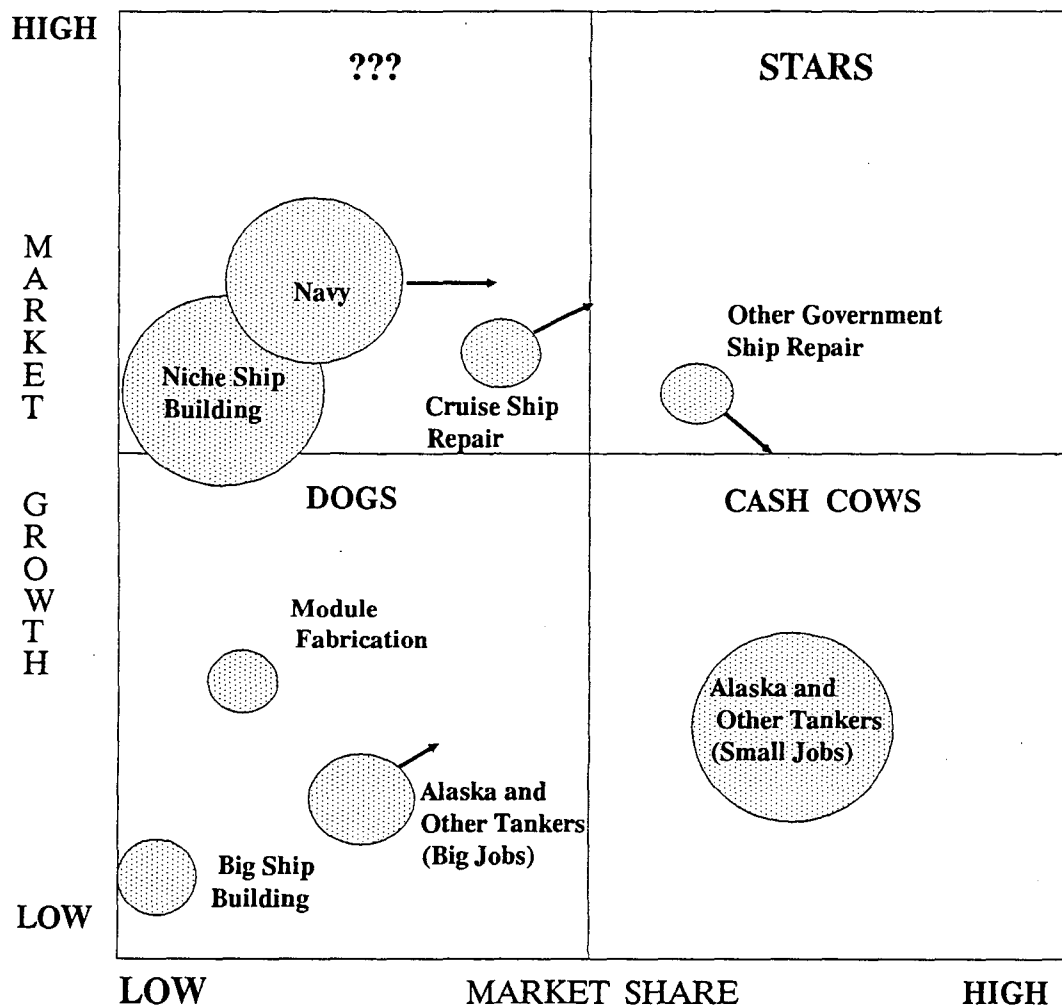 HIGH
???
STARS
MARKET
GROWTH
Navy
Niche Ship
Building
Cruise Ship
Repair
Other Government
Ship Repair
DOGS
CASH COWS
Module
Fabrication
Alaska and
Other Tankers
(Small Jobs)
Alaska and
Other Tankers
(Big Jobs)
Big Ship
Building
LOW
LOW
MARKET SHARE
HIGH